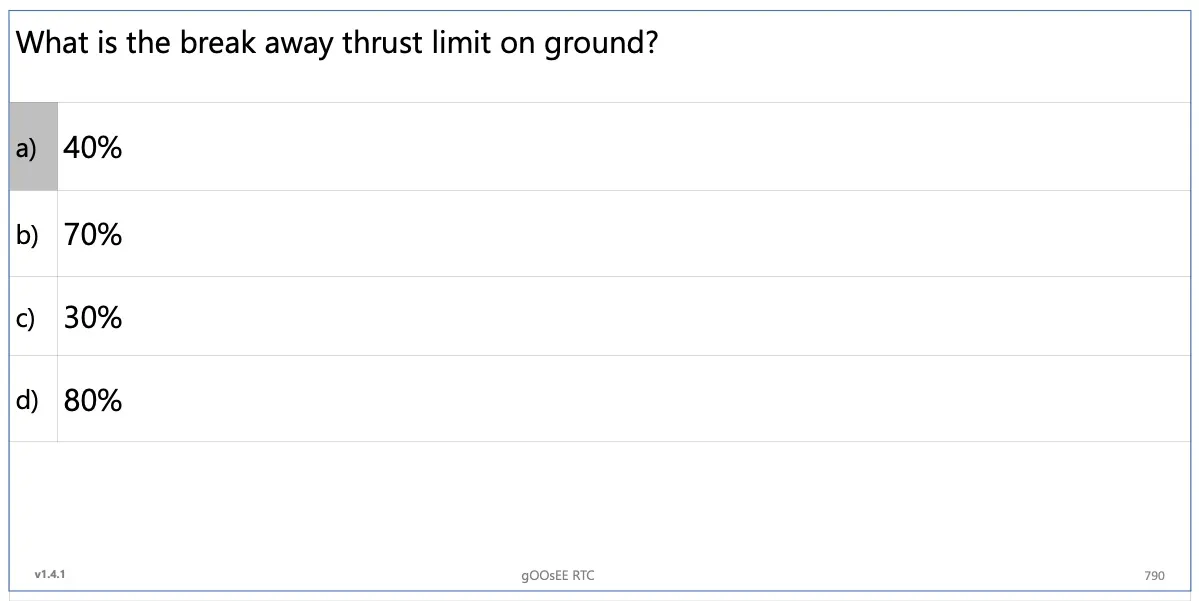 What is the break away thrust limit on ground?
a) 40%
b) 70%
c) 30%
d) 80%
v1.4.1 gOOsEE RTC 790